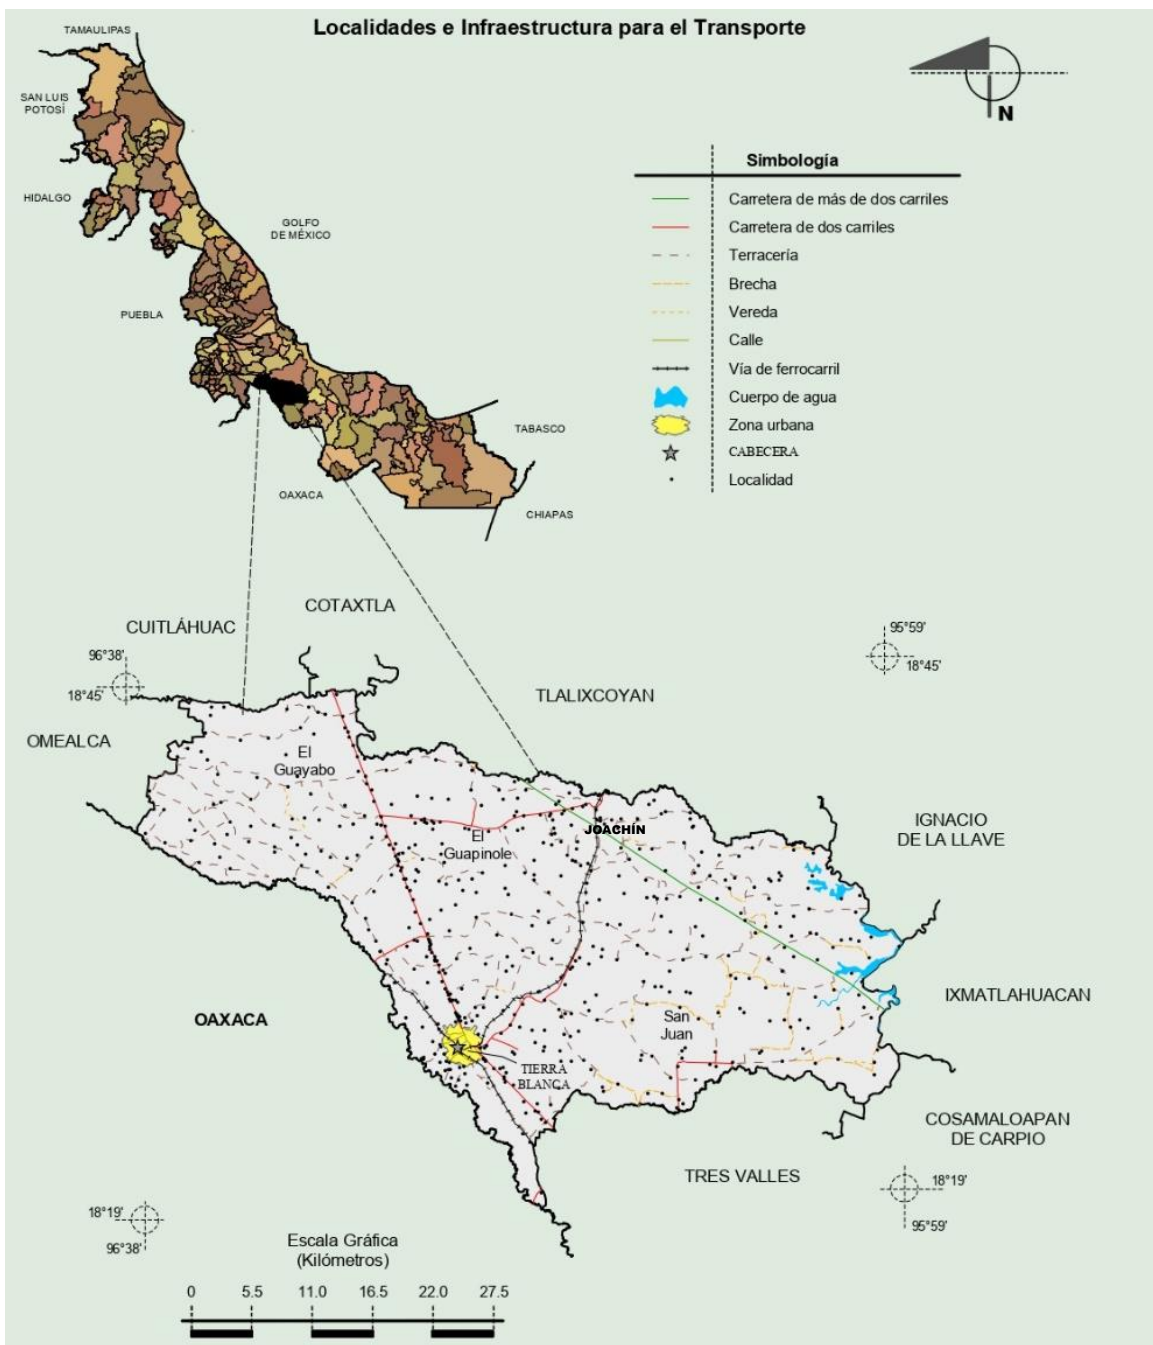 Localidades e Infraestructura para el Transporte
TAMAULIPAS
SAN LUIS
POTOSÍ
HIDALGO
GOLFO
DE MÉXICO
PUEBLA
TABASCO
OAXACA
CHIAPAS
N
Simbología
Carretera de más de dos carriles
Carretera de dos carriles
Terracería
Brecha
Vereda
Calle
Vía de ferrocarril
Cuerpo de agua
Zona urbana
CABECERA
Localidad
COTAXTLA
CUITLÁHUAC
96°38'
18°45'
95°59'
18°45'
TLALIXCOYAN
OMEALCA
El
Guayabo
JOACHÍN
El
Guapinole
IGNACIO
DE LA LLAVE
IXMATLAHUACAN
OAXACA
San
Juan
TIERRA
BLANCA
COSAMALOAPAN
DE CARPIO
TRES VALLES
18°19'
95°59'
18°19'
96°38'
Escala Gráfica
(Kilómetros)
0 5.5 11.0 16.5 22.0 27.5